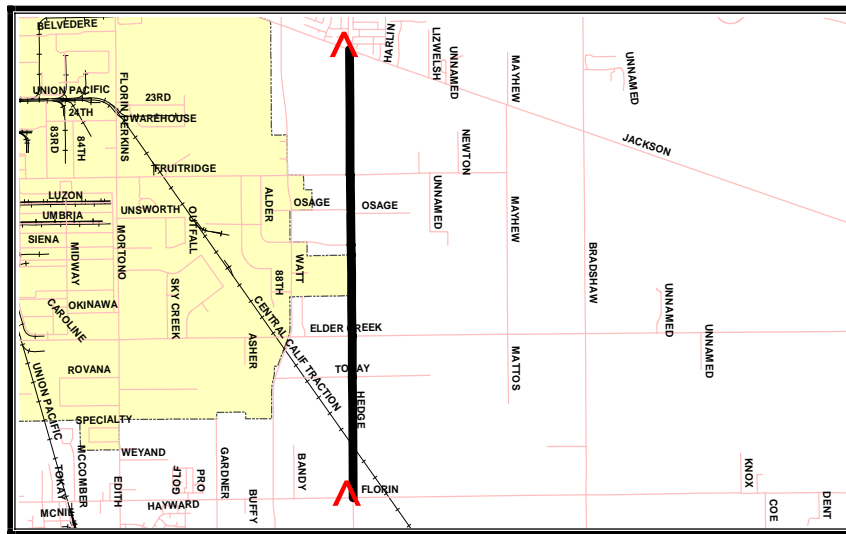 BELVEDERE
HARLIN
LIZWELSH
UNNAMED
MAYHEW
UNNAMED
UNION PACIFIC
FLORIN PERKINS
23RD
24TH
WAREHOUSE
83RD
84TH
JACKSON
NEWTON
FRUITRIDGE
UNNAMED
MAYHEW
ALDER
OSAGE
OSAGE
LUZON
UNSWORTH
UMBRIA
OUTFALL
SIENA
MIDWAY
MORTONO
WATT
BRADSHAW
88TH
SKY CREEK
OKINAWA
CAROLINE
CENTRAL CALIF TRACTION
UNNAMED
UNNAMED
ELDER CREEK
ASHER
MATTOS
ROVANA
TOKAY
UNION PACIFIC
HEDGE
SPECIALTY
WEYAND
GARDNER
BANDY
KNOX
MCCOMBER
TOKAY
EDITH
GOLF
PRO
BUFFY
FLORIN
HAYWARD
MCNIE
COE
DENT